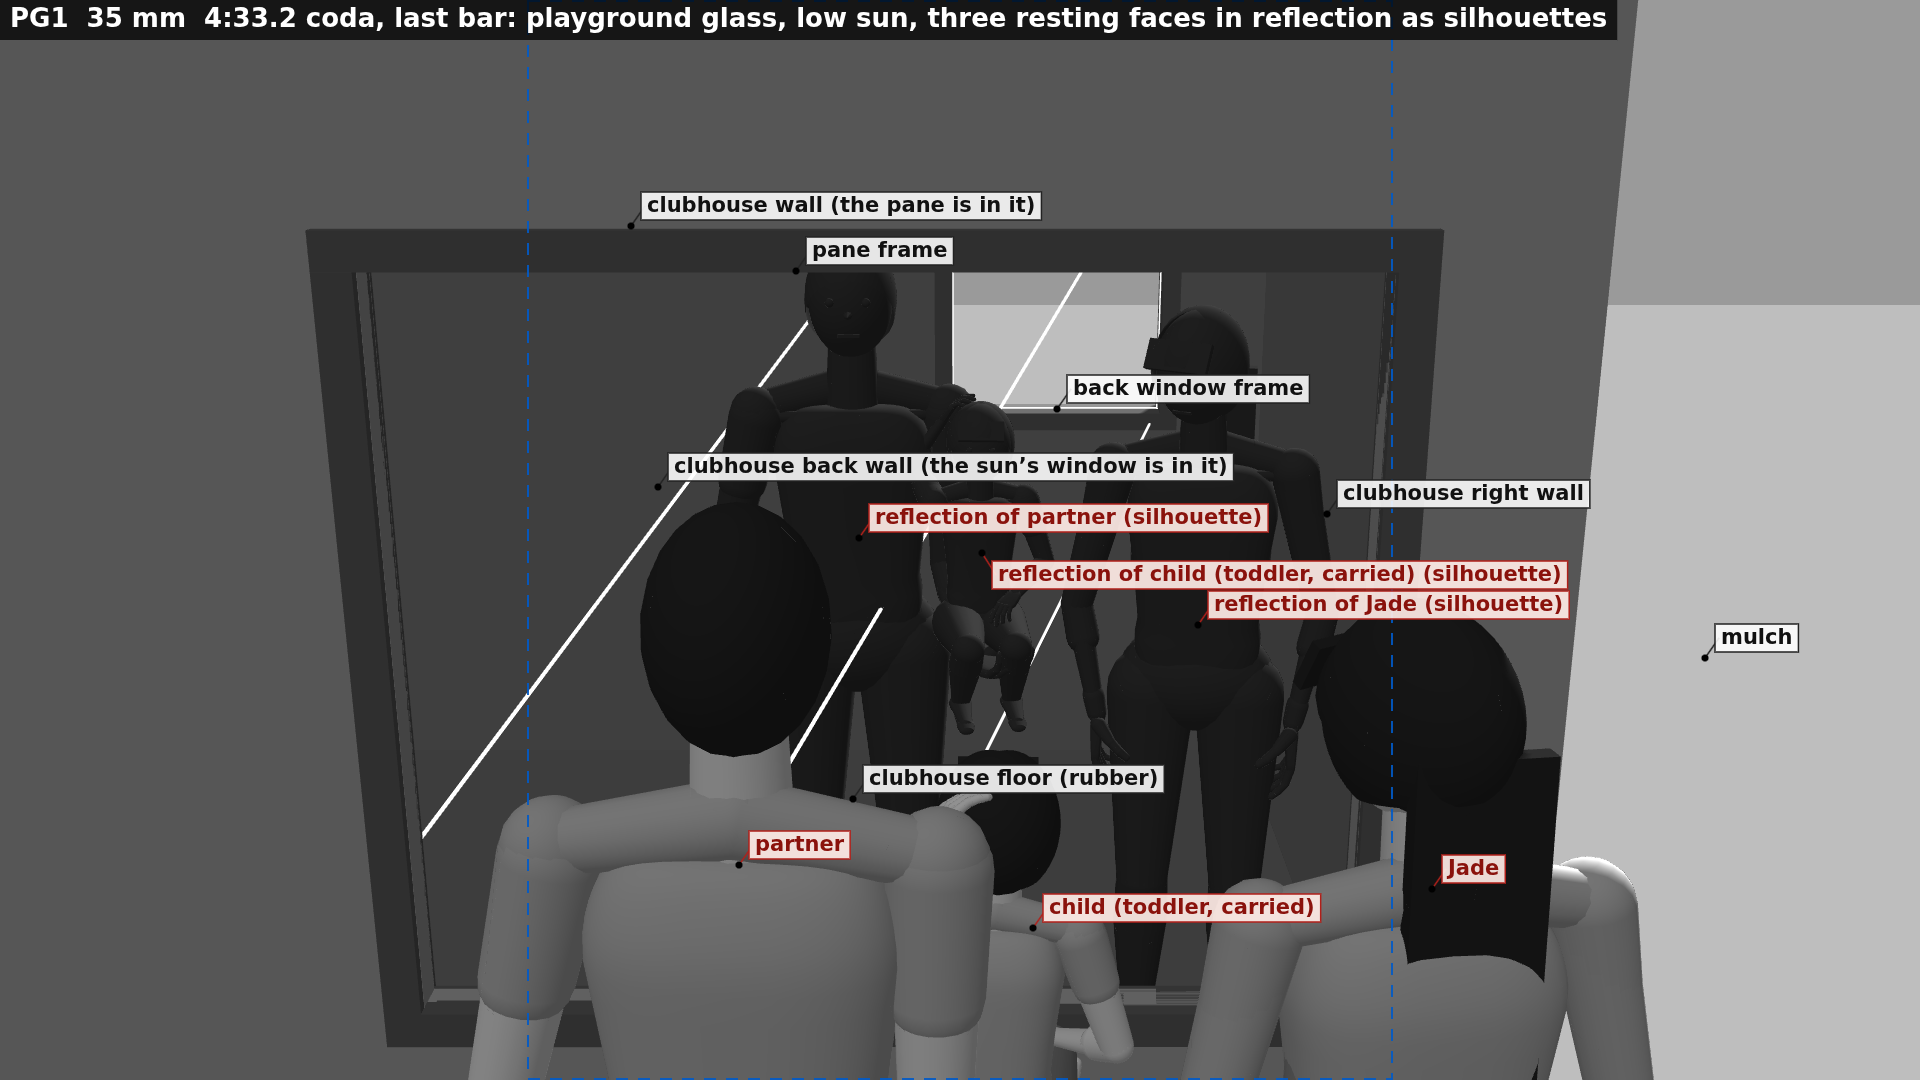 PG1 35 mm 4:33.2 coda, last bar: playground glass, low sun, three resting faces in reflection as silhouettes
clubhouse wall (the pane is in it)
pane frame
back window frame
clubhouse back wall (the sun’s window is in it)
clubhouse right wall
reflection of partner (silhouette)
reflection of child (toddler, carried) (silhouette)
reflection of Jade (silhouette)
mulch
clubhouse floor (rubber)
partner
Jade
child (toddler, carried)